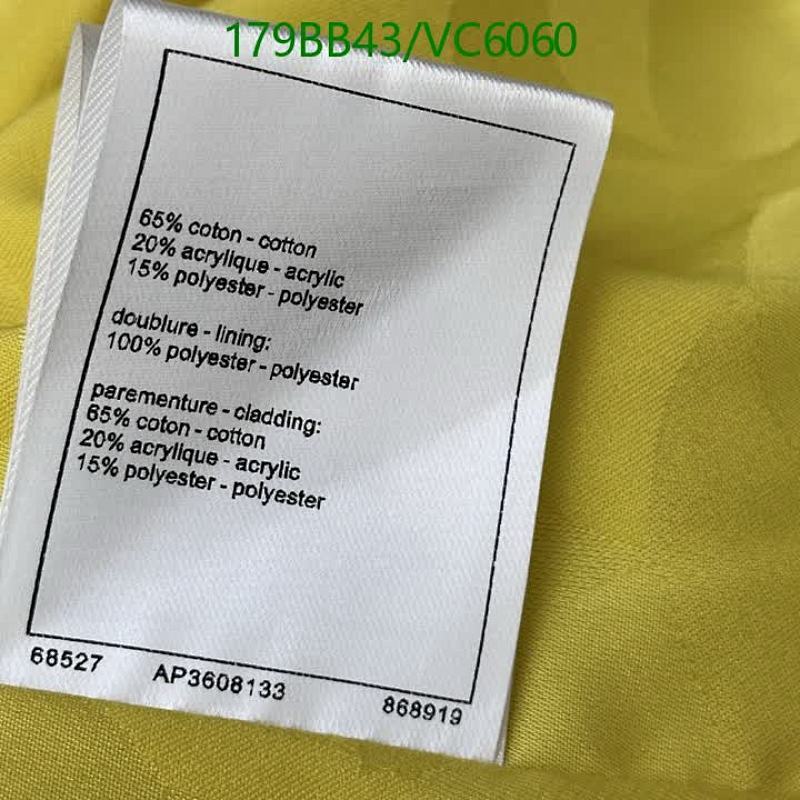 179BB43/VC6060
65% coton - cotton
20% acrylique - acrylic
15% polyester - polyester
doublure - lining:
100% polyester - polyester
parementure - cladding:
65% coton - cotton
20% acrylique - acrylic
15% polyester - polyester
68527 AP3608133 868919